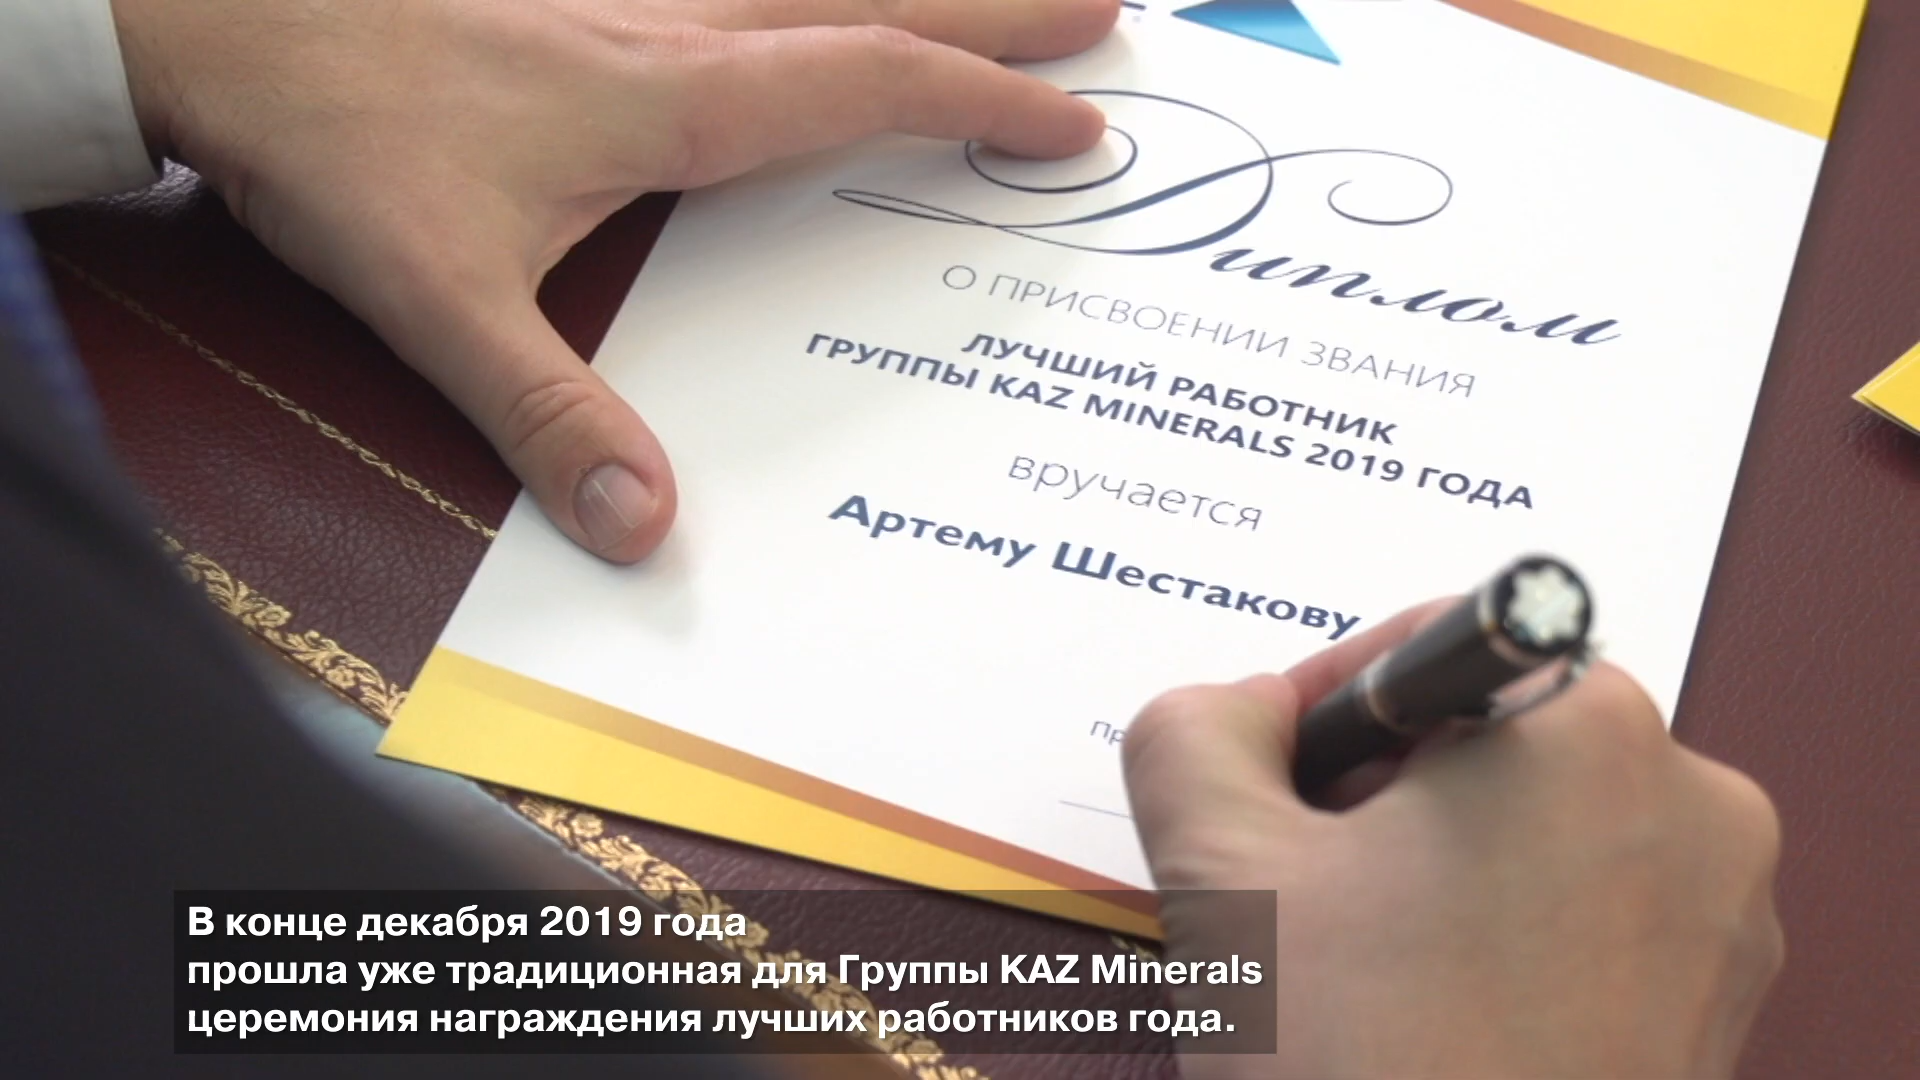 Диплом
О ПРИСВОЕНИИ ЗВАНИЯ
ЛУЧШИЙ РАБОТНИК
ГРУППЫ KAZ MINERALS 2019 ГОДА
вручается
Артему Шестакову
В конце декабря 2019 года
прошла уже традиционная для Группы KAZ Minerals
церемония награждения лучших работников года.